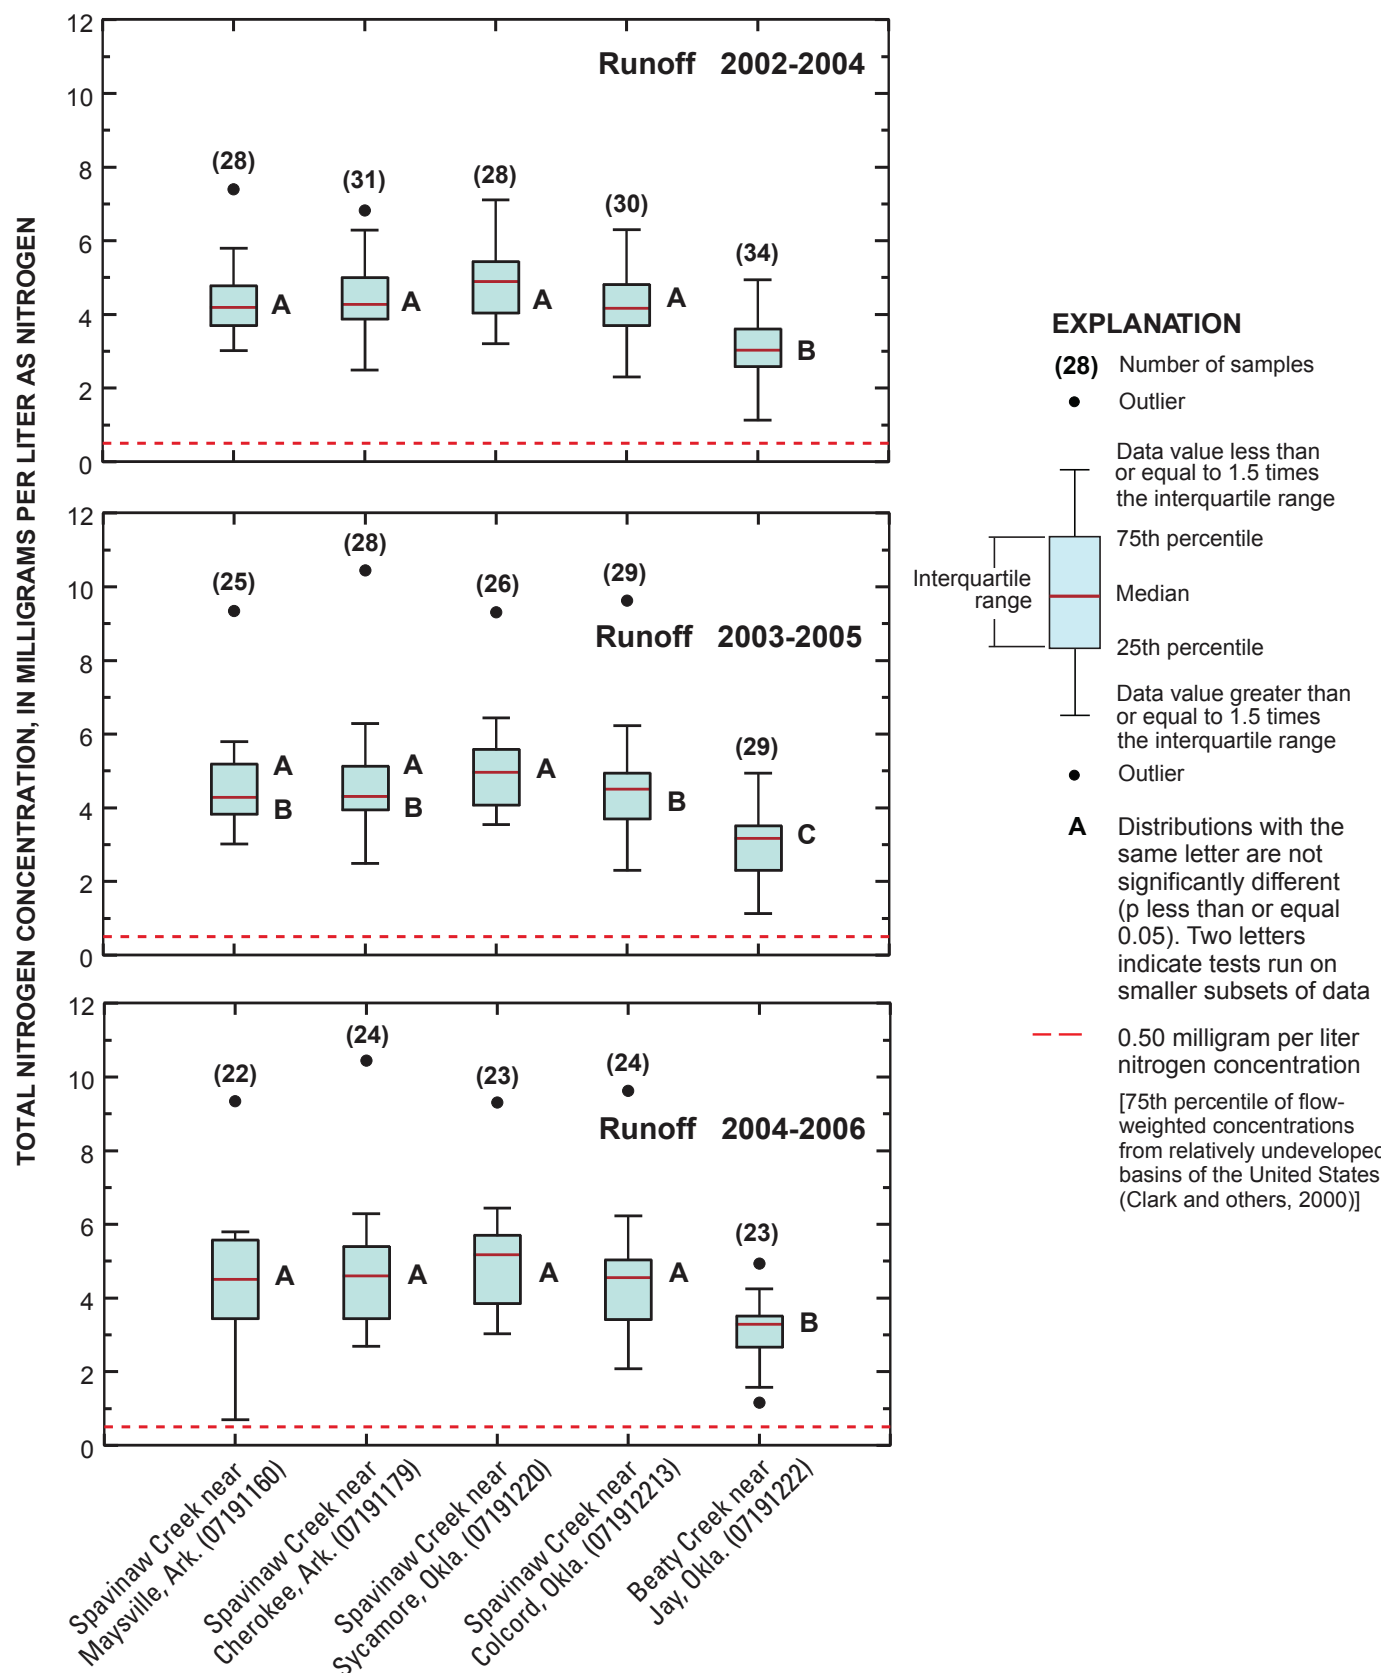 TOTAL NITROGEN CONCENTRATION, IN MILLIGRAMS PER LITER AS NITROGEN
12
10
8
6
4
2
0
Runoff 2002-2004
(28)
(31)
(28)
(30)
(34)
A
A
A
A
B
12
10
8
6
4
2
0
Runoff 2003-2005
(25)
(28)
(26)
(29)
(29)
A
B
A
B
A
B
C
12
10
8
6
4
2
0
Runoff 2004-2006
(22)
(24)
(23)
(24)
(23)
A
A
A
A
B
Spavinaw Creek near
Maysville, Ark. (07191160)
Spavinaw Creek near
Cherokee, Ark. (07191179)
Spavinaw Creek near
Sycamore, Okla. (07191220)
Spavinaw Creek near
Colcord, Okla. (071912213)
Beaty Creek near
Jay, Okla. (07191222)
EXPLANATION
(28) Number of samples
Outlier
Data value less than
or equal to 1.5 times
the interquartile range
75th percentile
Interquartile
range
Median
25th percentile
Data value greater than
or equal to 1.5 times
the interquartile range
Outlier
A Distributions with the
same letter are not
significantly different
(p less than or equal
0.05). Two letters
indicate tests run on
smaller subsets of data
0.50 milligram per liter
nitrogen concentration
[75th percentile of flow-
weighted concentrations
from relatively undeveloped
basins of the United States
(Clark and others, 2000)]